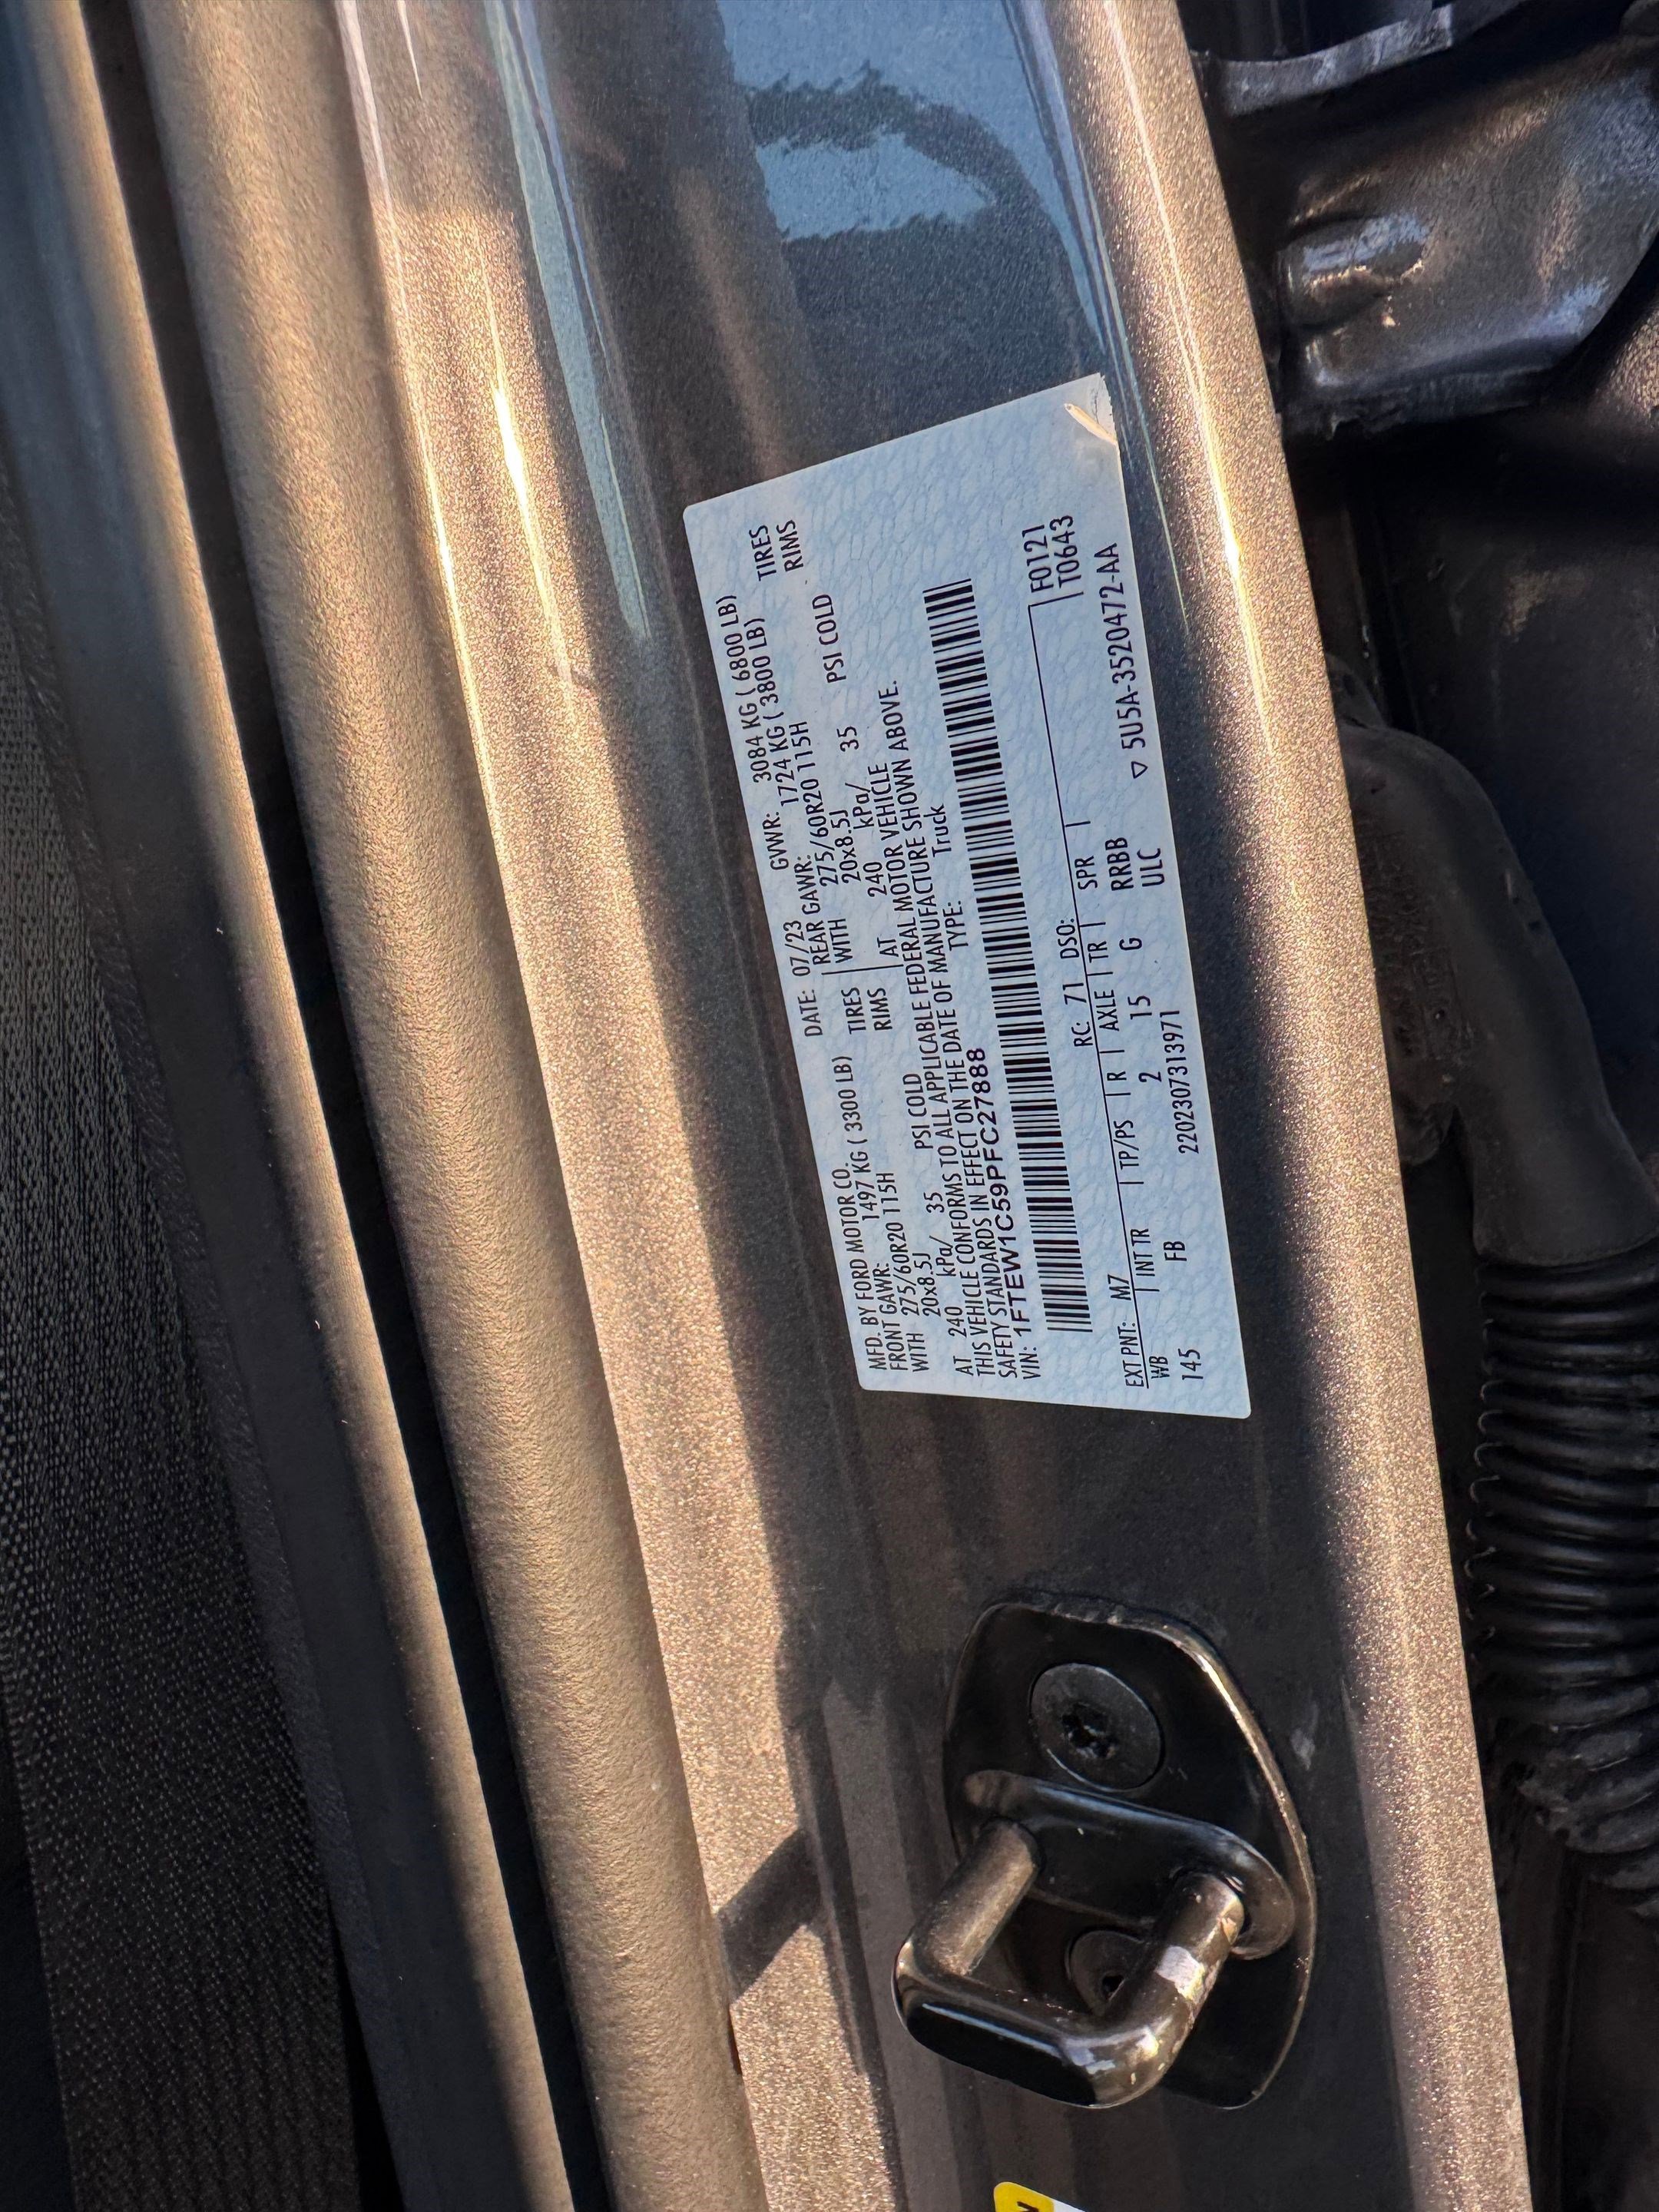 MFD. BY FORD MOTOR CO. DATE: 07/23 GVWR: 3084 KG ( 6800 LB)
FRONT GAWR: 1497 KG ( 3300 LB) REAR GAWR: 1724 KG ( 3800 LB)
WITH 275/60R20 115H TIRES WITH 275/60R20 115H TIRES
20x8.5J RIMS 20x8.5J RIMS
AT 240 kPa/ 35 PSI COLD AT 240 kPa/ 35 PSI COLD
THIS VEHICLE CONFORMS TO ALL APPLICABLE FEDERAL MOTOR VEHICLE
SAFETY STANDARDS IN EFFECT ON THE DATE OF MANUFACTURE SHOWN ABOVE.
VIN: 1FTEW1C59PFC27888 TYPE: Truck
F0121
T0643
EXT PNT: M7 RC: 71 DSO:
WB INT TR TP/PS R AXLE TR SPR
145 FB 2 15 G RRBB
2202307313971 ULC
▽ 5U5A-3520472-AA